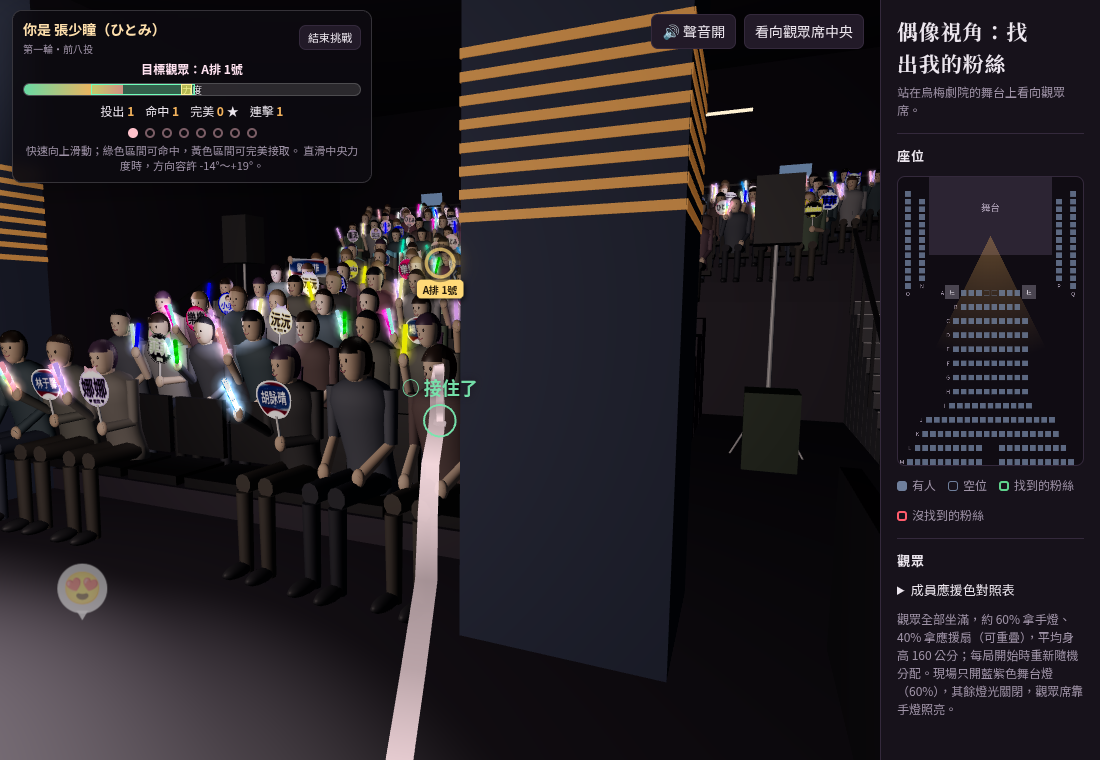 你是 張少瞳（ひとみ）
第一輪・前八投
結束挑戰
目標觀眾：A排 1號
力度
投出 1 命中 1 完美 0 ★ 連擊 1
快速向上滑動；綠色區間可命中，黃色區間可完美接取。 直滑中央力
度時，方向容許 -14°～+19°。
🔊 聲音開
看向觀眾席中央
A排 1號
○ 接住了
沅沅
林于馨
娜娜
胡詠晴
偶像視角：找
出我的粉絲
站在烏梅劇院的舞台上看向觀眾
席。
座位
舞台
有人
空位
找到的粉絲
沒找到的粉絲
觀眾
▶ 成員應援色對照表
觀眾全部坐滿，約 60% 拿手燈、
40% 拿應援扇（可重疊），平均身
高 160 公分；每局開始時重新隨機
分配。現場只開藍紫色舞台燈
（60%），其餘燈光關閉，觀眾席靠
手燈照亮。